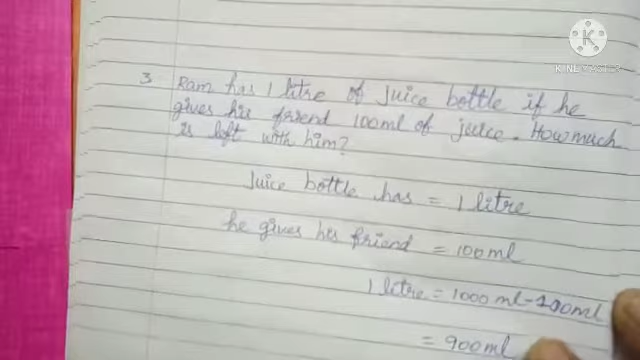 KINEMASTER
3 Ram has 1 litre of juice bottle if he
gives his friend 100ml of juice. How much
is left with him?
Juice bottle has = 1 litre
he gives his friend = 100ml
1 litre = 1000 ml - 100ml
= 900ml